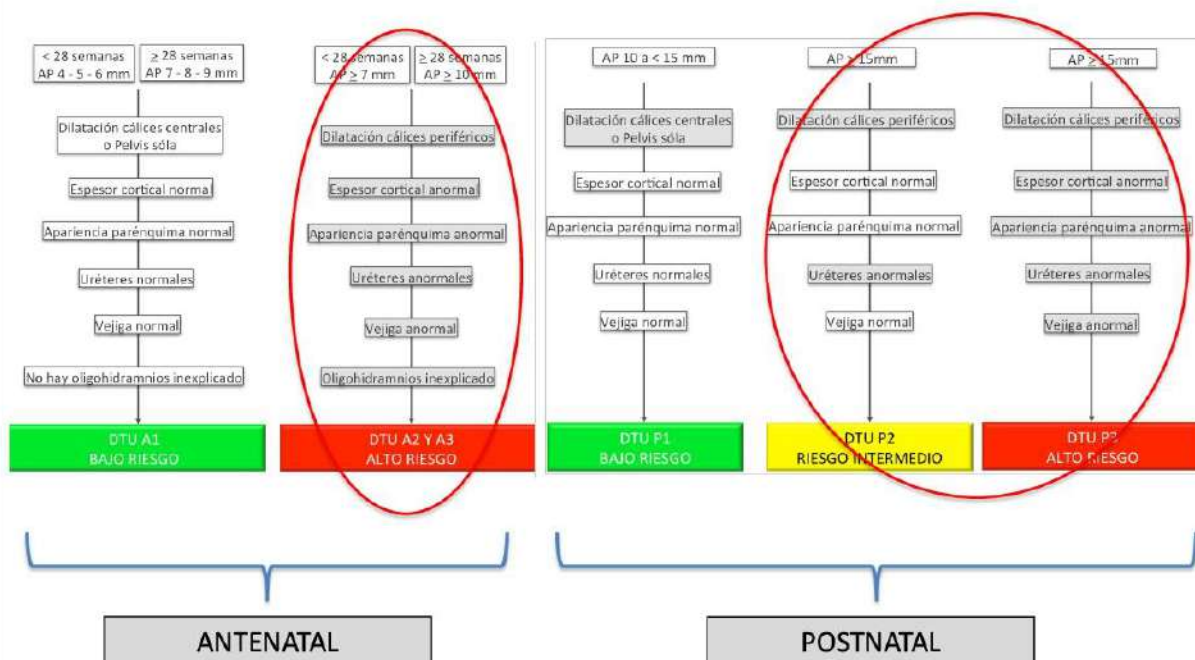 < 28 semanas
AP 4 - 5 - 6 mm
≥ 28 semanas
AP 7 - 8 - 9 mm
Dilatación cálices centrales
o Pelvis sóla
Espesor cortical normal
Apariencia parénquima normal
Uréteres normales
Vejiga normal
No hay oligohidramnios inexplicado
DTU A1
BAJO RIESGO
< 28 semanas
AP ≥ 7 mm
≥ 28 semanas
AP ≥ 10 mm
Dilatación cálices periféricos
Espesor cortical anormal
Apariencia parénquima anormal
Uréteres anormales
Vejiga anormal
Oligohidramnios inexplicado
DTU A2 Y A3
ALTO RIESGO
AP 10 a < 15 mm
Dilatación cálices centrales
o Pelvis sóla
Espesor cortical normal
Apariencia parénquima normal
Uréteres normales
Vejiga normal
DTU P1
BAJO RIESGO
AP ≥ 15mm
Dilatación cálices periféricos
Espesor cortical normal
Apariencia parénquima normal
Uréteres anormales
Vejiga normal
DTU P2
RIESGO INTERMEDIO
AP ≥ 15mm
Dilatación cálices periféricos
Espesor cortical anormal
Apariencia parénquima anormal
Uréteres anormales
Vejiga anormal
DTU P3
ALTO RIESGO
ANTENATAL
POSTNATAL